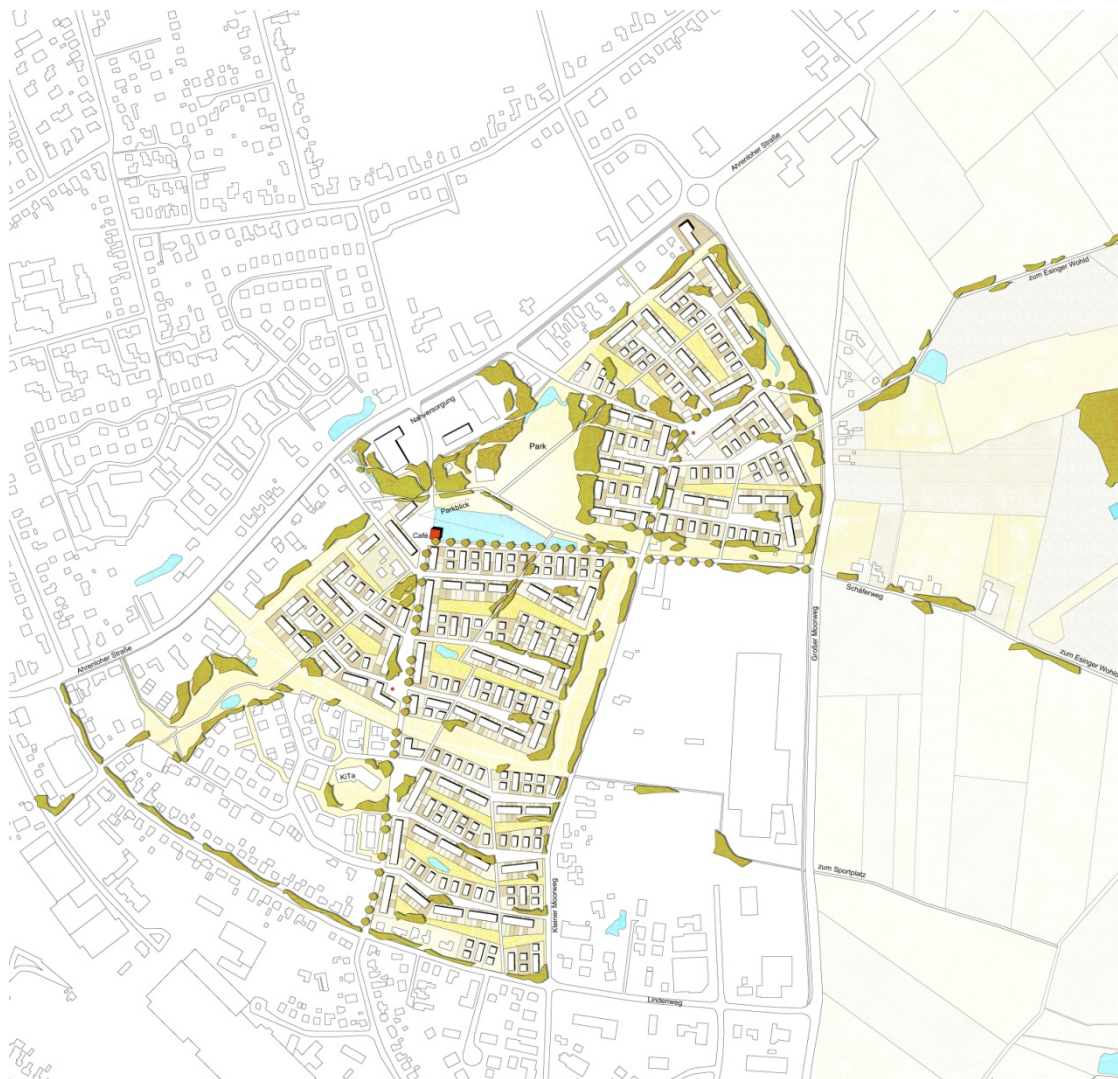 Ahrenloher Straße
zum Esinger Wohld
Nahversorgung
Park
Parkblick
Café
Schäferweg
Großer Moorweg
zum Esinger Wohld
Ahrenloher Straße
KiTa
zum Sportplatz
Kleiner Moorweg
Lindenweg